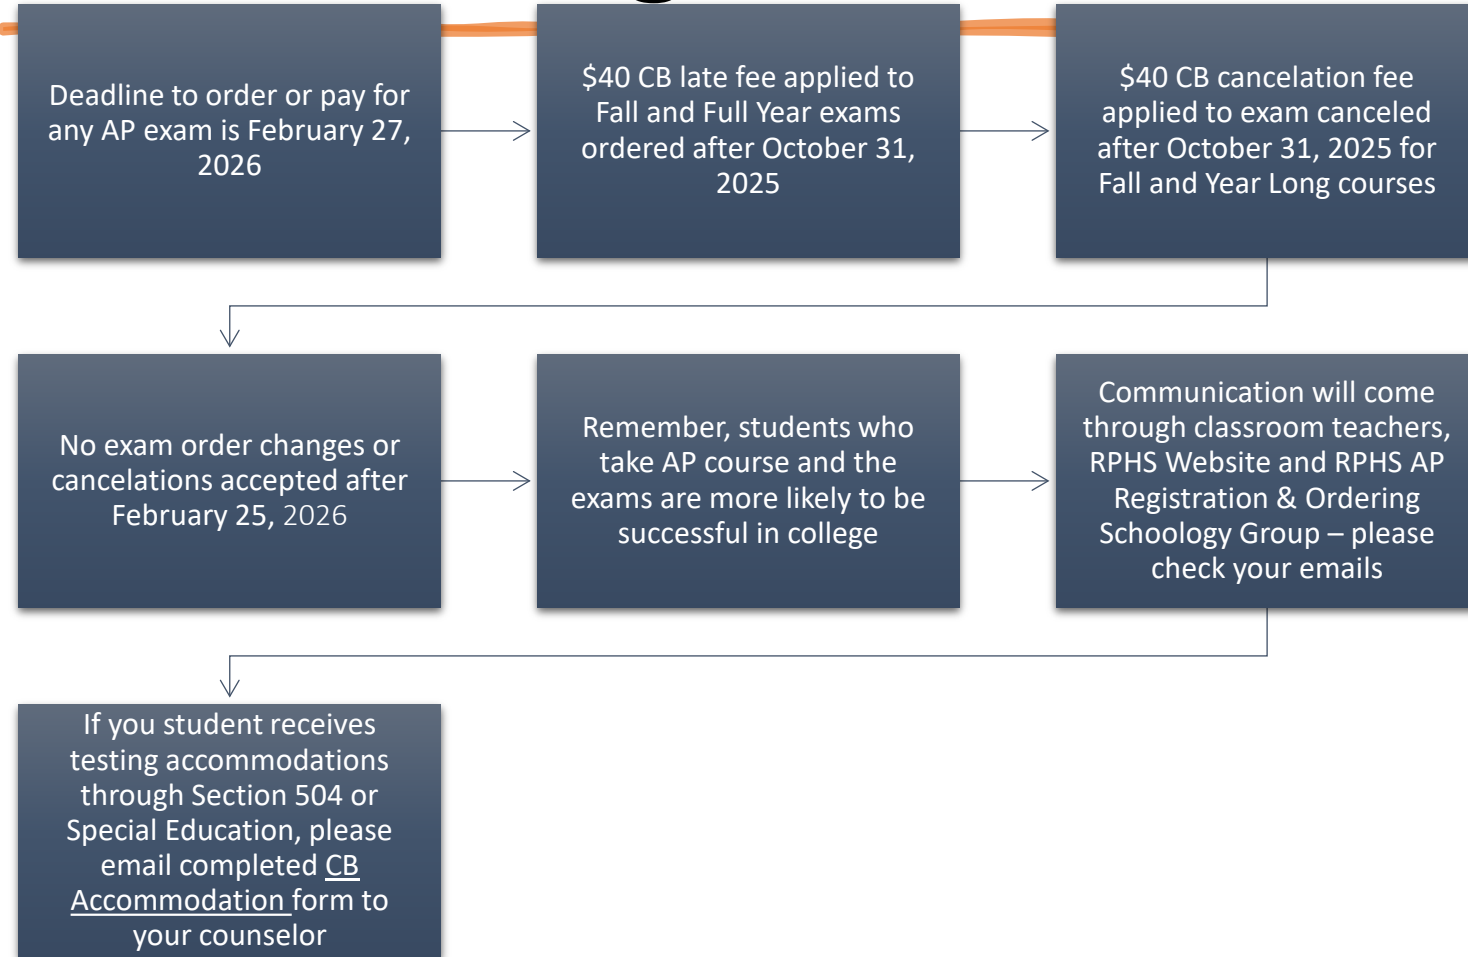 Deadline to order or pay for
any AP exam is February 27,
2026
$40 CB late fee applied to
Fall and Full Year exams
ordered after October 31,
2025
$40 CB cancelation fee
applied to exam canceled
after October 31, 2025 for
Fall and Year Long courses
No exam order changes or
cancelations accepted after
February 25, 2026
Remember, students who
take AP course and the
exams are more likely to be
successful in college
Communication will come
through classroom teachers,
RPHS Website and RPHS AP
Registration & Ordering
Schoology Group – please
check your emails
If you student receives
testing accommodations
through Section 504 or
Special Education, please
email completed CB
Accommodation form to
your counselor